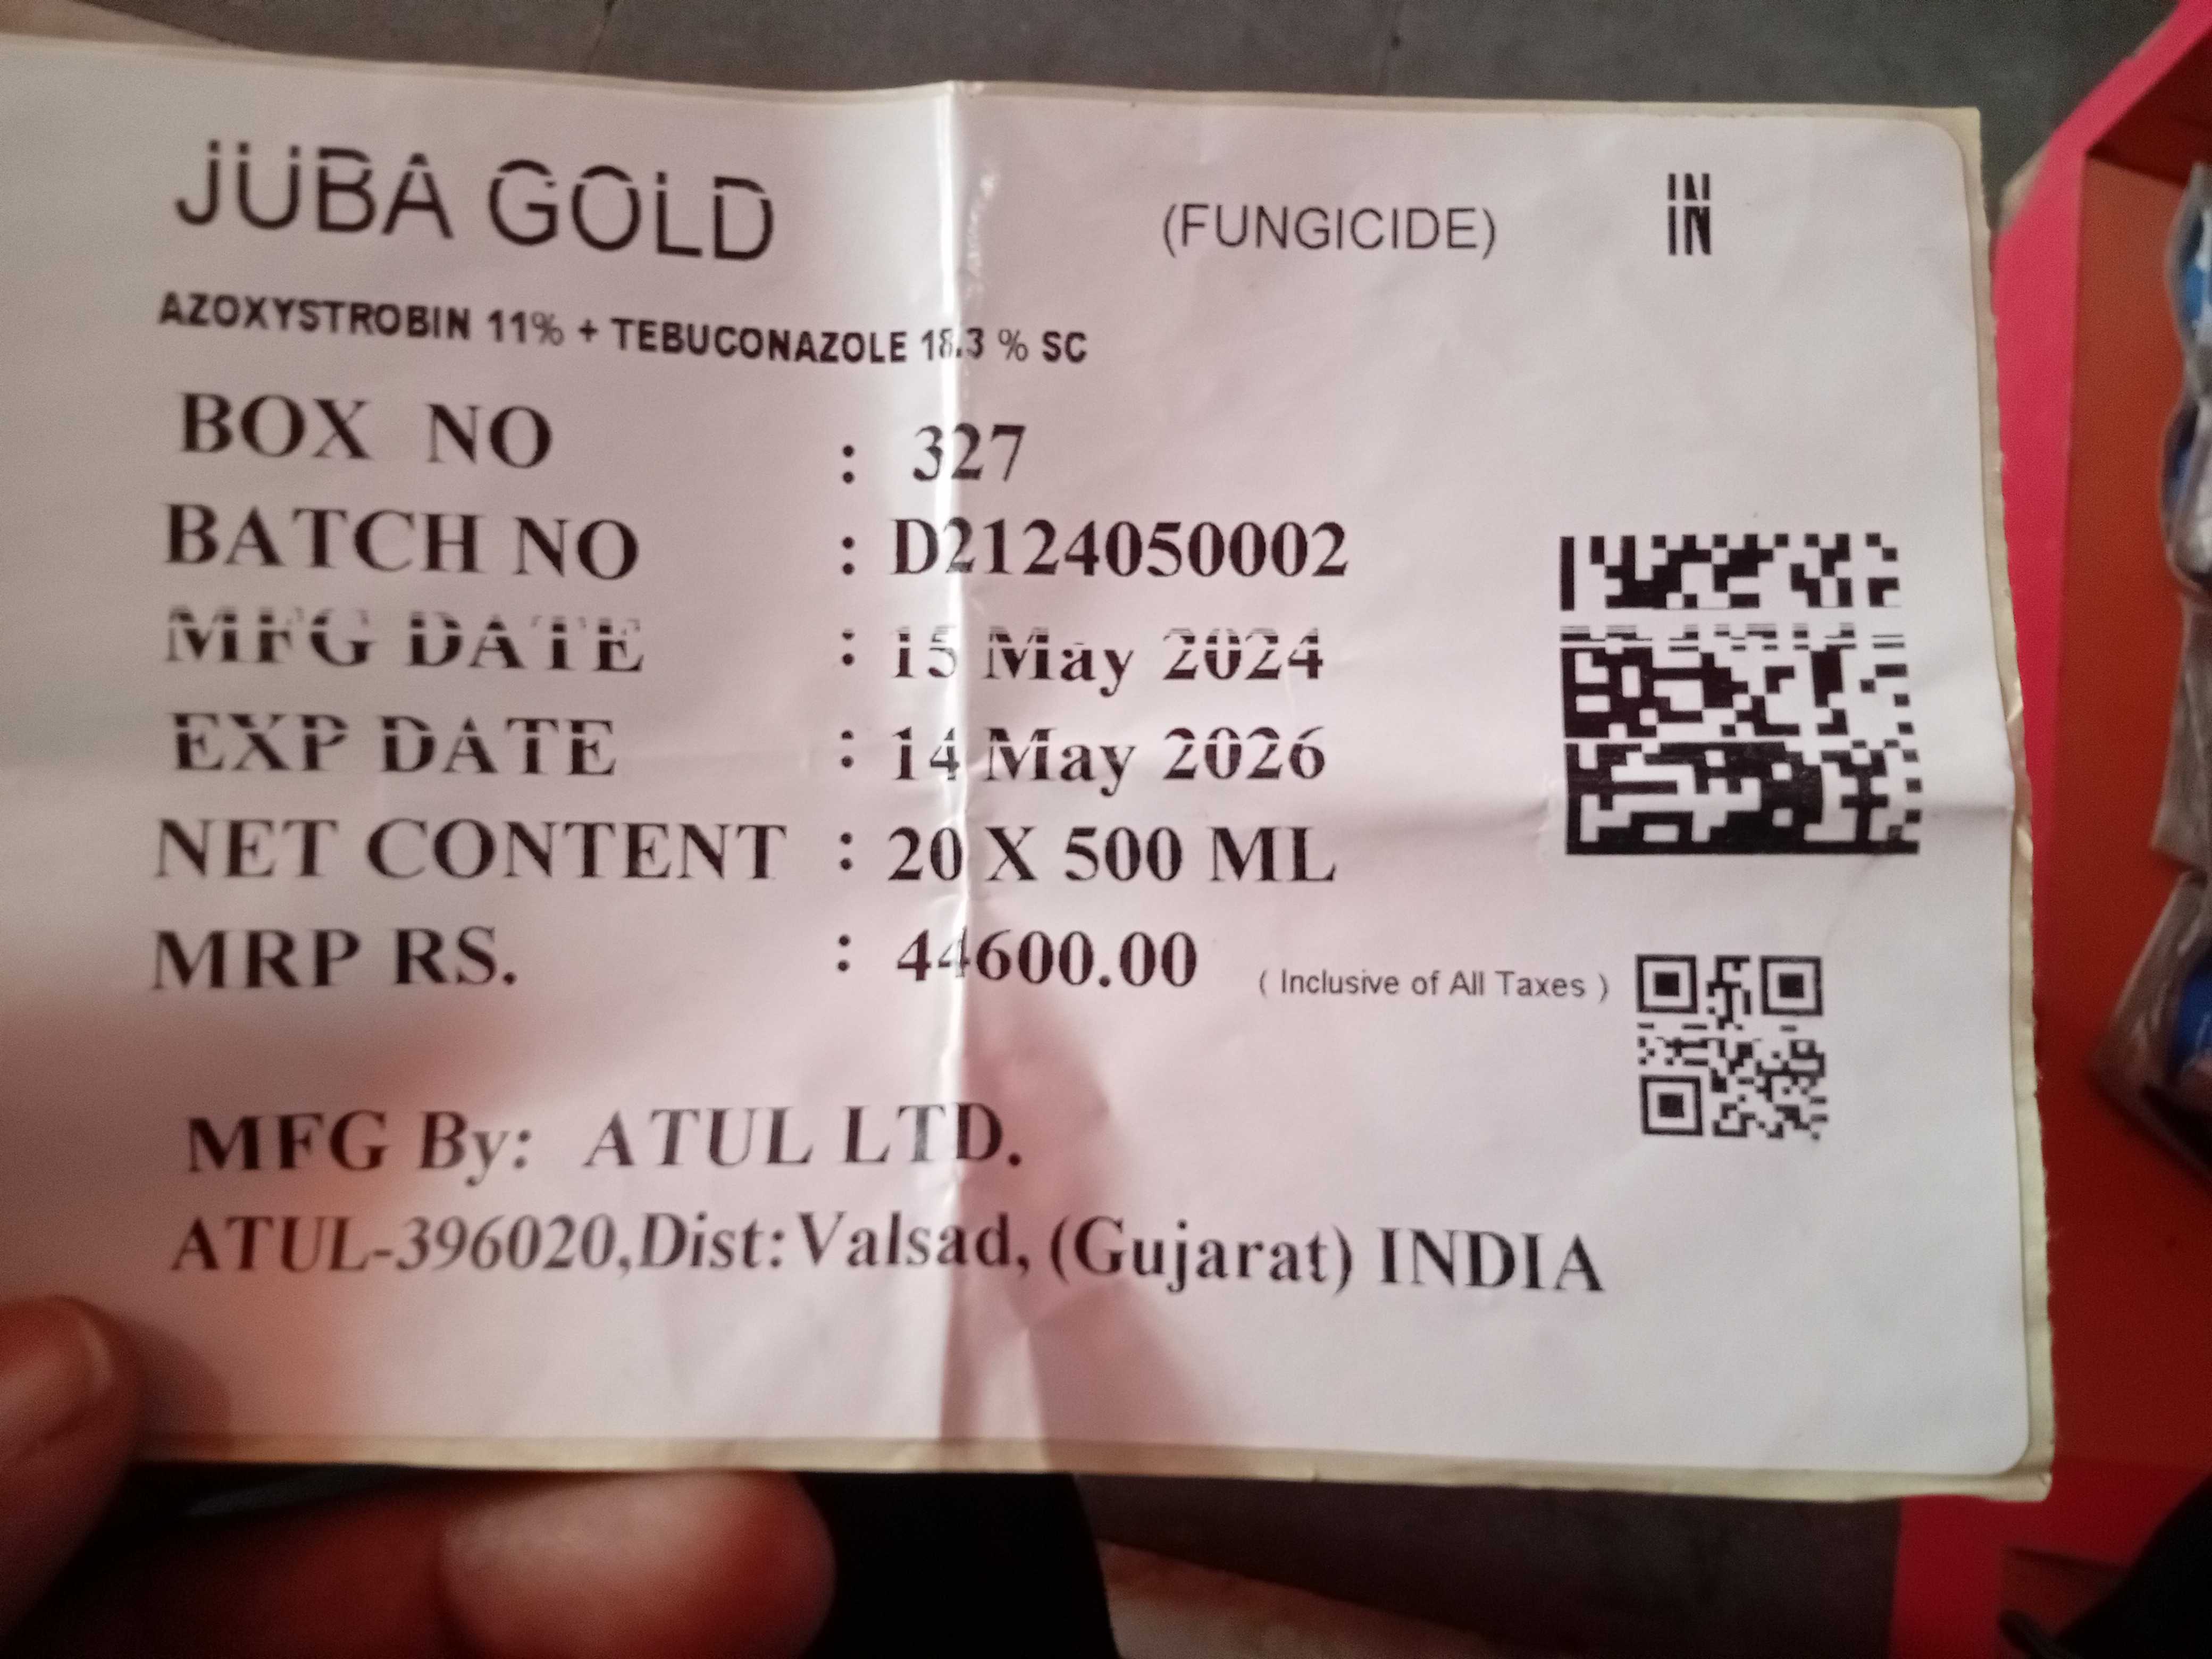 JUBA GOLD (FUNGICIDE) IN
AZOXYSTROBIN 11% + TEBUCONAZOLE 18.3 % SC
BOX NO : 327
BATCH NO : D2124050002
MFG DATE : 15 May 2024
EXP DATE : 14 May 2026
NET CONTENT : 20 X 500 ML
MRP RS. : 44600.00 ( Inclusive of All Taxes )
MFG By: ATUL LTD.
ATUL-396020,Dist:Valsad, (Gujarat) INDIA